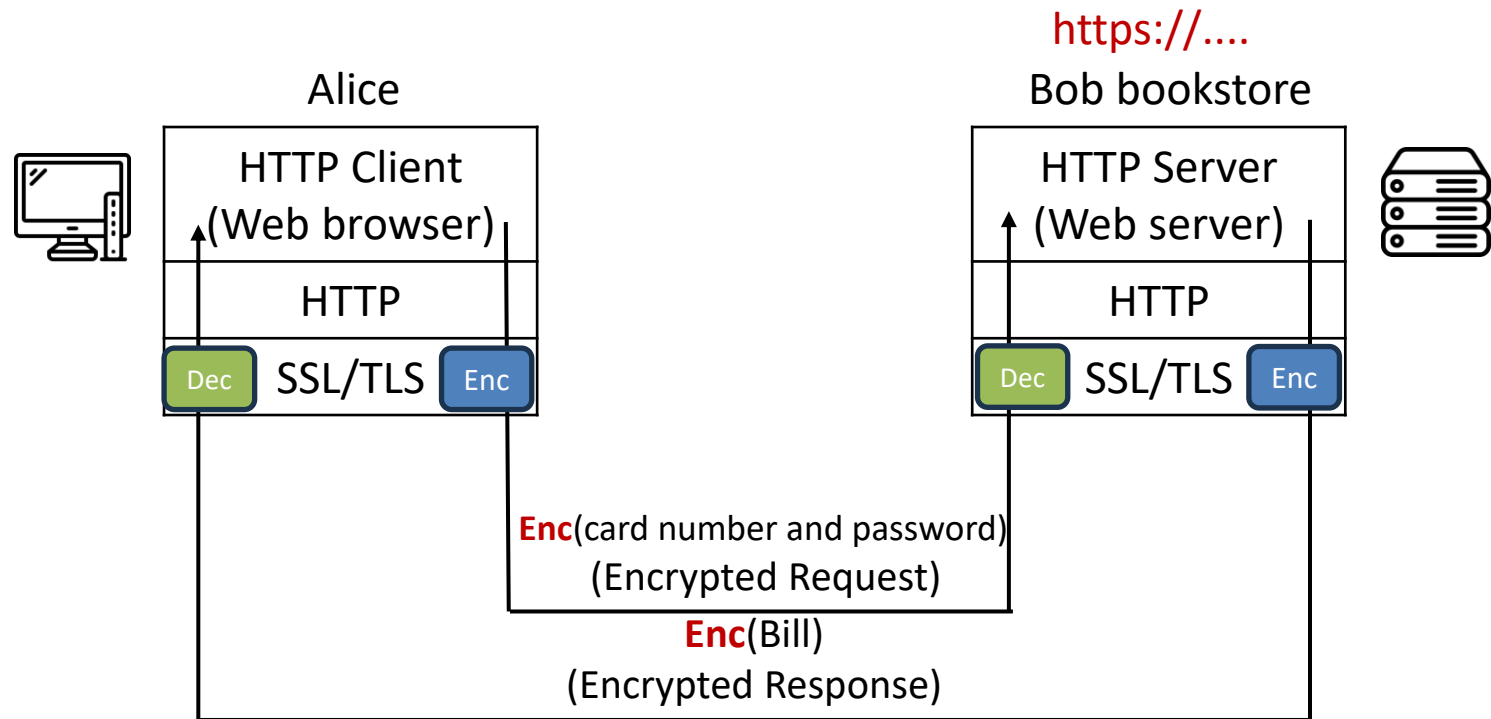 https://....
Alice
Bob bookstore
HTTP Client
(Web browser)
HTTP Server
(Web server)
HTTP
HTTP
Dec
SSL/TLS
Enc
Dec
SSL/TLS
Enc
Enc(card number and password)
(Encrypted Request)
Enc(Bill)
(Encrypted Response)